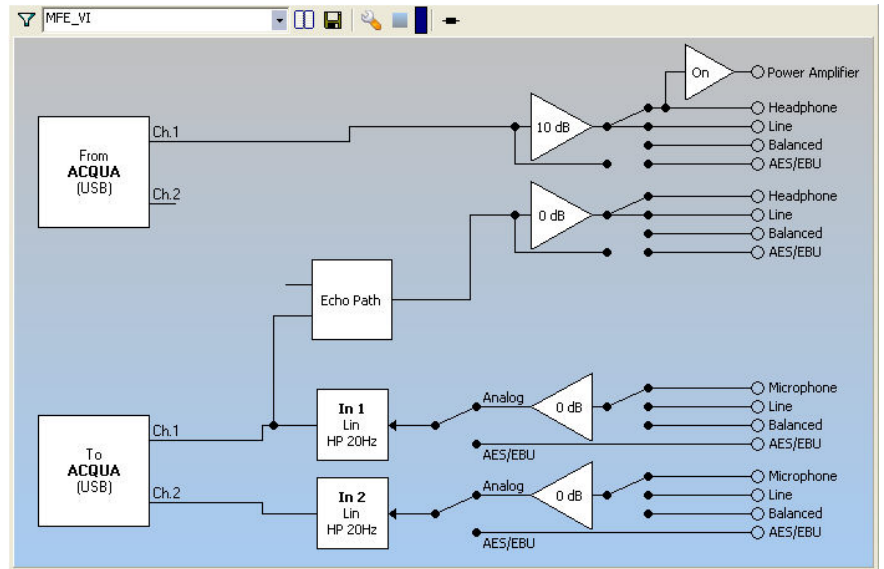 MFE_VI
On
Power Amplifier
Headphone
10 dB
Line
Balanced
AES/EBU
From
ACQUA
(USB)
Ch.1
Ch.2
Headphone
0 dB
Line
Balanced
AES/EBU
Echo Path
Microphone
Analog
0 dB
Line
Balanced
AES/EBU
AES/EBU
In 1
Lin
HP 20Hz
To
ACQUA
(USB)
Ch.1
Ch.2
In 2
Lin
HP 20Hz
Microphone
Analog
0 dB
Line
Balanced
AES/EBU
AES/EBU